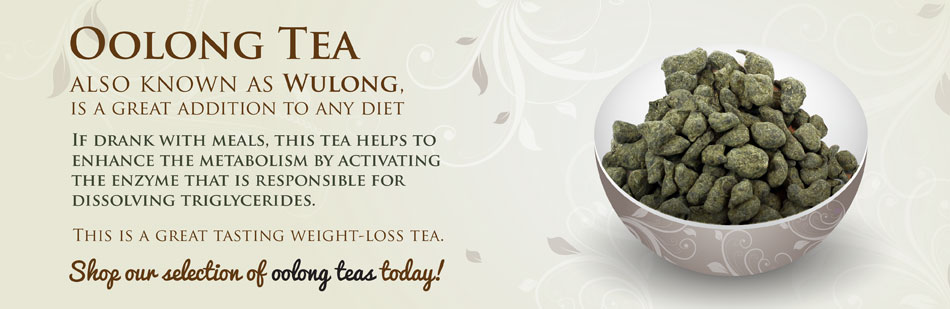 Oolong Tea
also known as Wulong,
is a great addition to any diet
If drank with meals, this tea helps to
enhance the metabolism by activating
the enzyme that is responsible for
dissolving triglycerides.
This is a great tasting weight-loss tea.
Shop our selection of oolong teas today!